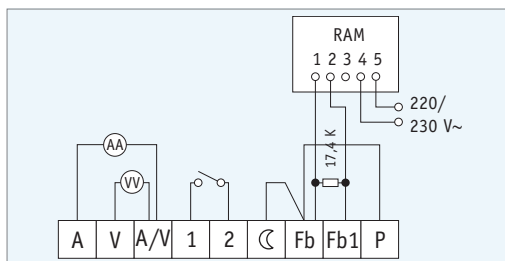 RAM
1 2 3 4 5
220/
230 V~
17,4 K
AA
VV
A V A/V 1 2 ☾ Fb Fb1 P